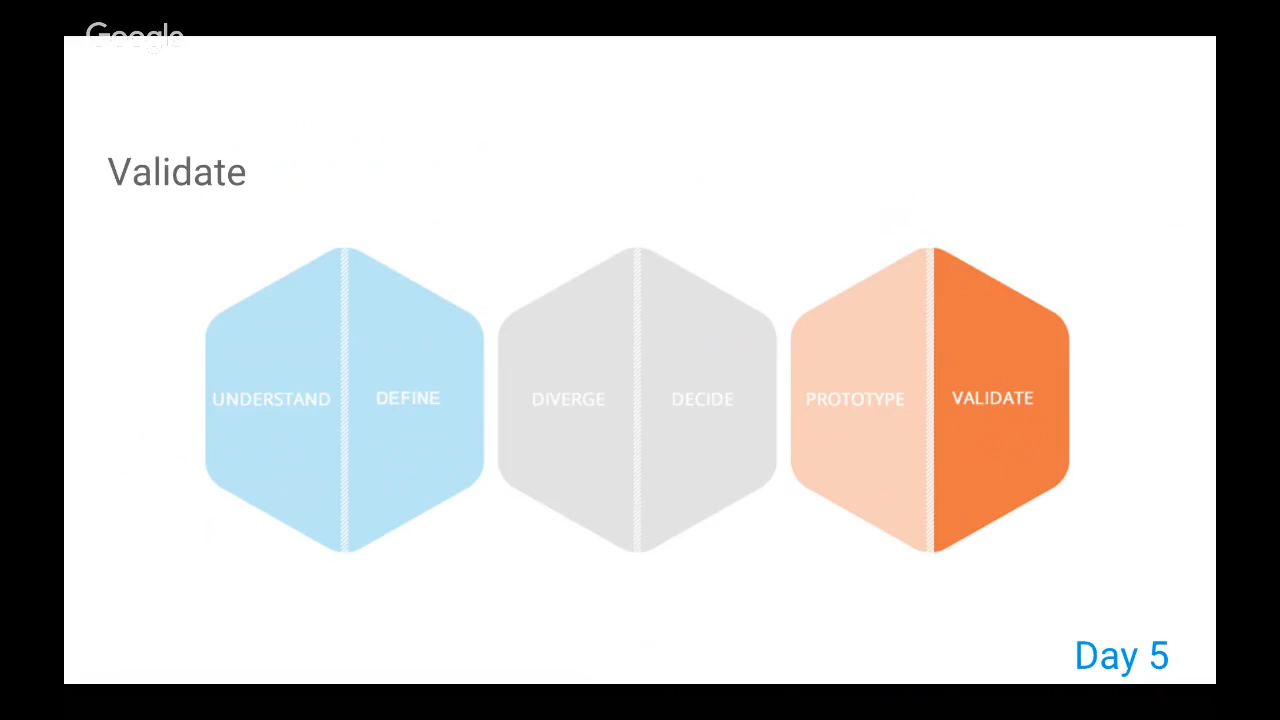 Google
Validate
UNDERSTAND DEFINE DIVERGE DECIDE PROTOTYPE VALIDATE
Day 5